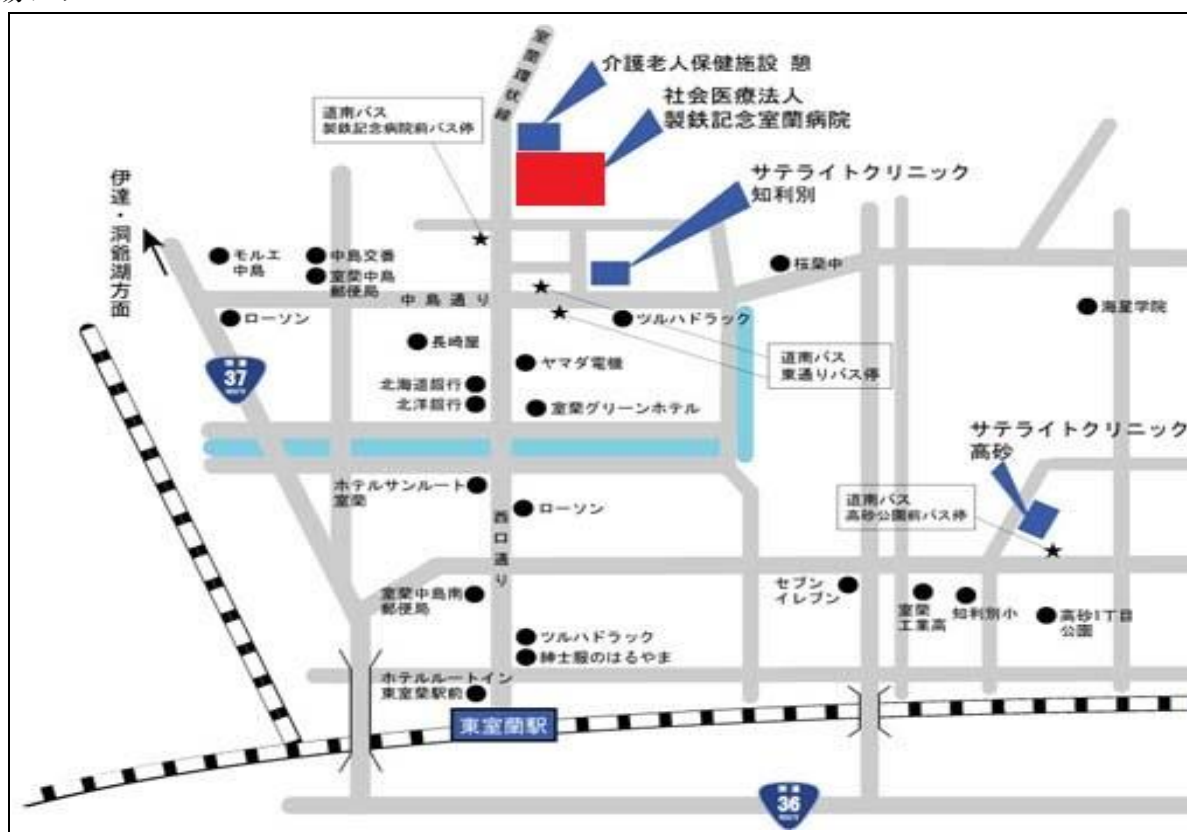 室蘭環状線
介護老人保健施設 憩
社会医療法人
製鉄記念室蘭病院
道南バス
製鉄記念病院前バス停
サテライトクリニック
知利別
伊達・洞爺湖方面
モルエ
中島
中島交番
室蘭中島
郵便局
桜蘭中
中島通り
ローソン
ツルハドラック
海星学院
長崎屋
ヤマダ電機
道南バス
東通りバス停
国道
37
ROUTE
北海道銀行
北洋銀行
室蘭グリーンホテル
サテライトクリニック
高砂
ホテルサンルート
室蘭
西口通り
ローソン
道南バス
高砂公園前バス停
室蘭中島南
郵便局
セブン
イレブン
室蘭
工業高
知利別小
高砂1丁目
公園
ツルハドラック
紳士服のはるやま
ホテルルートイン
東室蘭駅前
東室蘭駅
国道
36
ROUTE